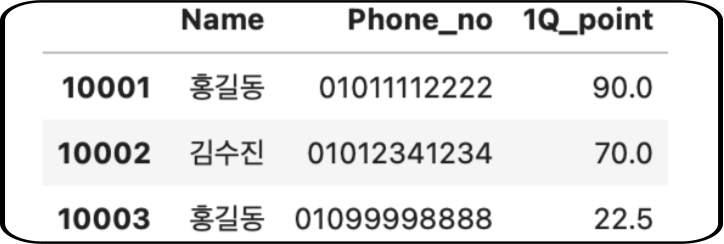 Name Phone_no 1Q_point
10001 홍길동 01011112222 90.0
10002 김수진 01012341234 70.0
10003 홍길동 01099998888 22.5